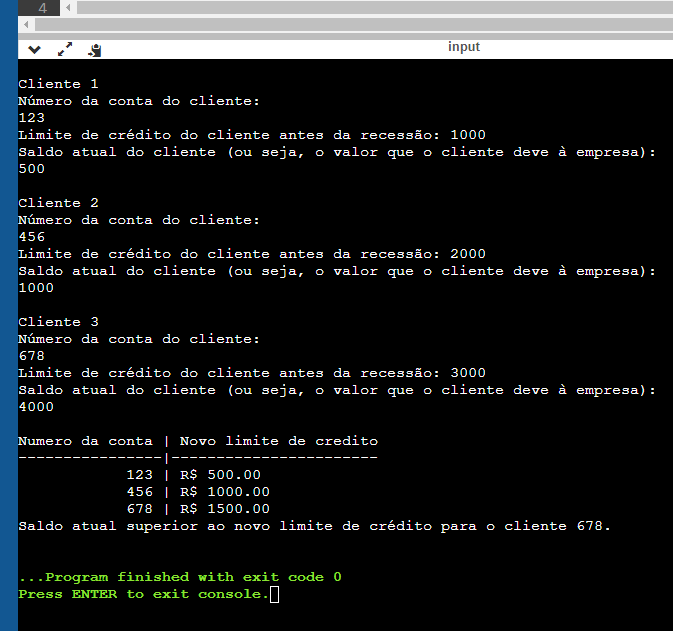 4
input
Cliente 1
Número da conta do cliente:
123
Limite de crédito do cliente antes da recessão: 1000
Saldo atual do cliente (ou seja, o valor que o cliente deve à empresa):
500
Cliente 2
Número da conta do cliente:
456
Limite de crédito do cliente antes da recessão: 2000
Saldo atual do cliente (ou seja, o valor que o cliente deve à empresa):
1000
Cliente 3
Número da conta do cliente:
678
Limite de crédito do cliente antes da recessão: 3000
Saldo atual do cliente (ou seja, o valor que o cliente deve à empresa):
4000
Numero da conta | Novo limite de credito
----------------|-----------------------
            123 | R$ 500.00
            456 | R$ 1000.00
            678 | R$ 1500.00
Saldo atual superior ao novo limite de crédito para o cliente 678.
...Program finished with exit code 0
Press ENTER to exit console.